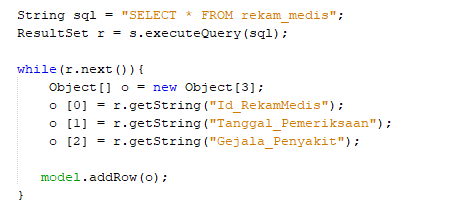 String sql = "SELECT * FROM rekam_medis";
ResultSet r = s.executeQuery(sql);
while(r.next()){
Object[] o = new Object[3];
o [0] = r.getString("Id_RekamMedis");
o [1] = r.getString("Tanggal_Pemeriksaan");
o [2] = r.getString("Gejala_Penyakit");
model.addRow(o);
}